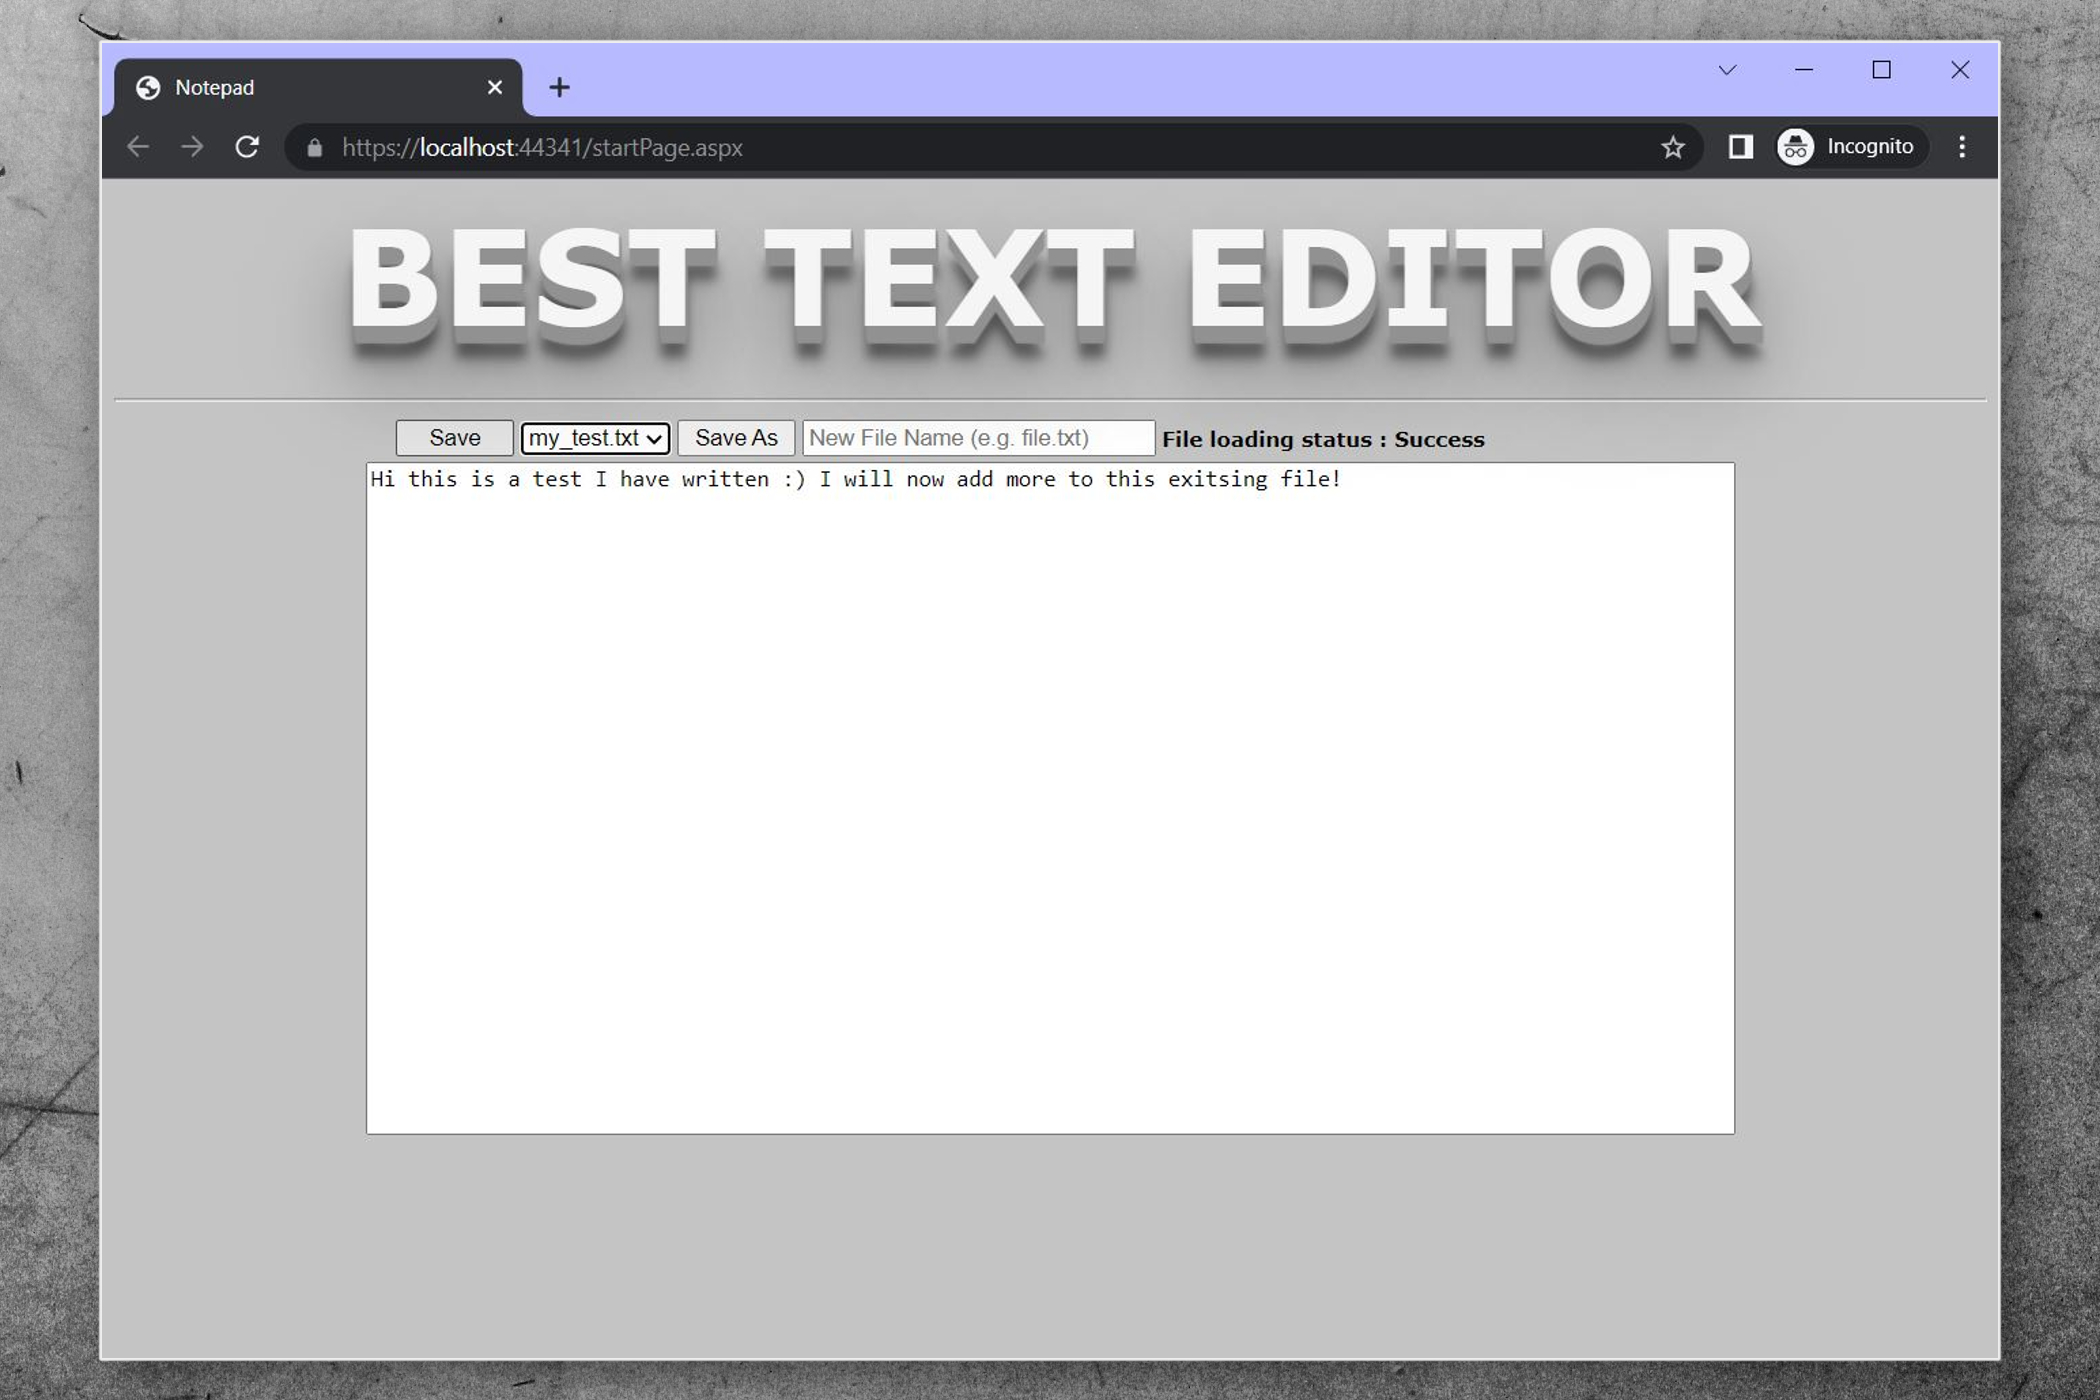 Notepad
https://localhost:44341/startPage.aspx
Incognito
BEST TEXT EDITOR
Save my_test.txt Save As New File Name (e.g. file.txt) File loading status : Success
Hi this is a test I have written :) I will now add more to this exitsing file!